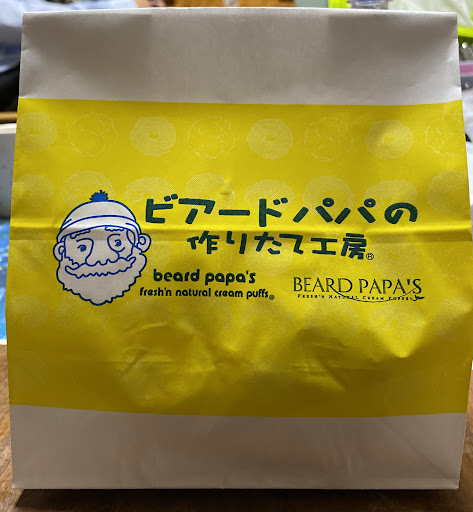 ビアードパパの
作りたて工房®
beard papa's
fresh'n natural cream puffs®
BEARD PAPA'S
FRESH'N NATURAL CREAM PUFFS